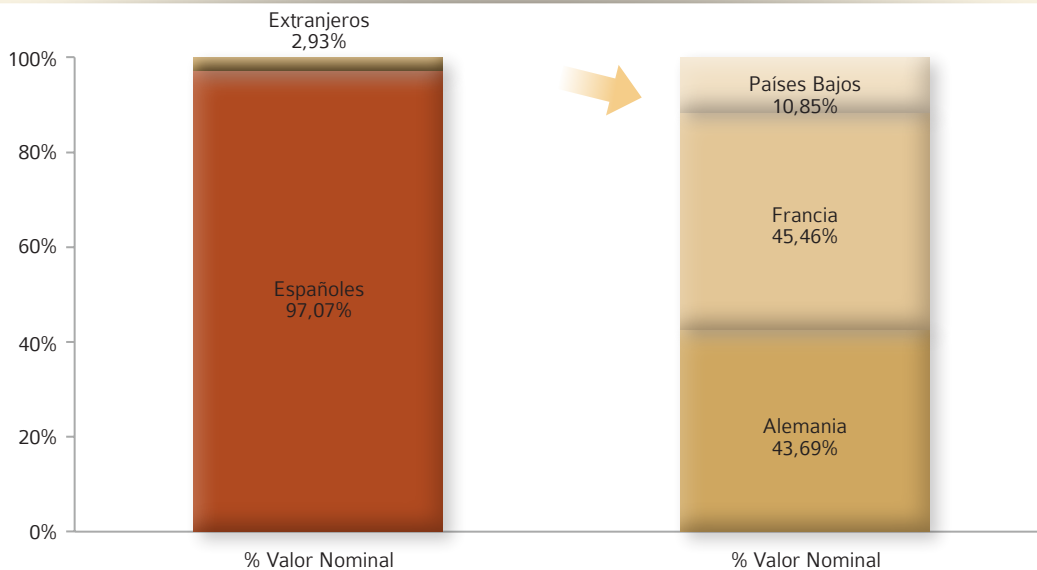 Extranjeros
2,93%
100%
80%
60%
40%
20%
0%
Españoles
97,07%
% Valor Nominal
Países Bajos
10,85%
Francia
45,46%
Alemania
43,69%
% Valor Nominal